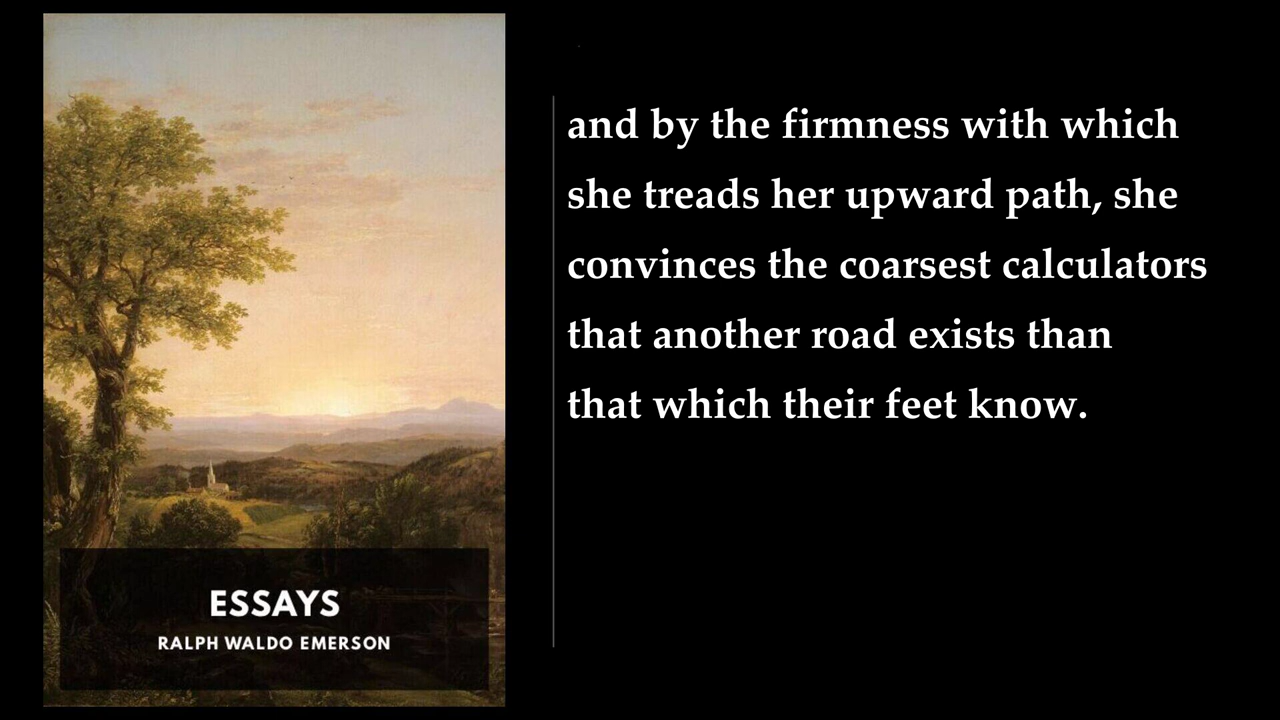 ESSAYS
RALPH WALDO EMERSON
and by the firmness with which
she treads her upward path, she
convinces the coarsest calculators
that another road exists than
that which their feet know.